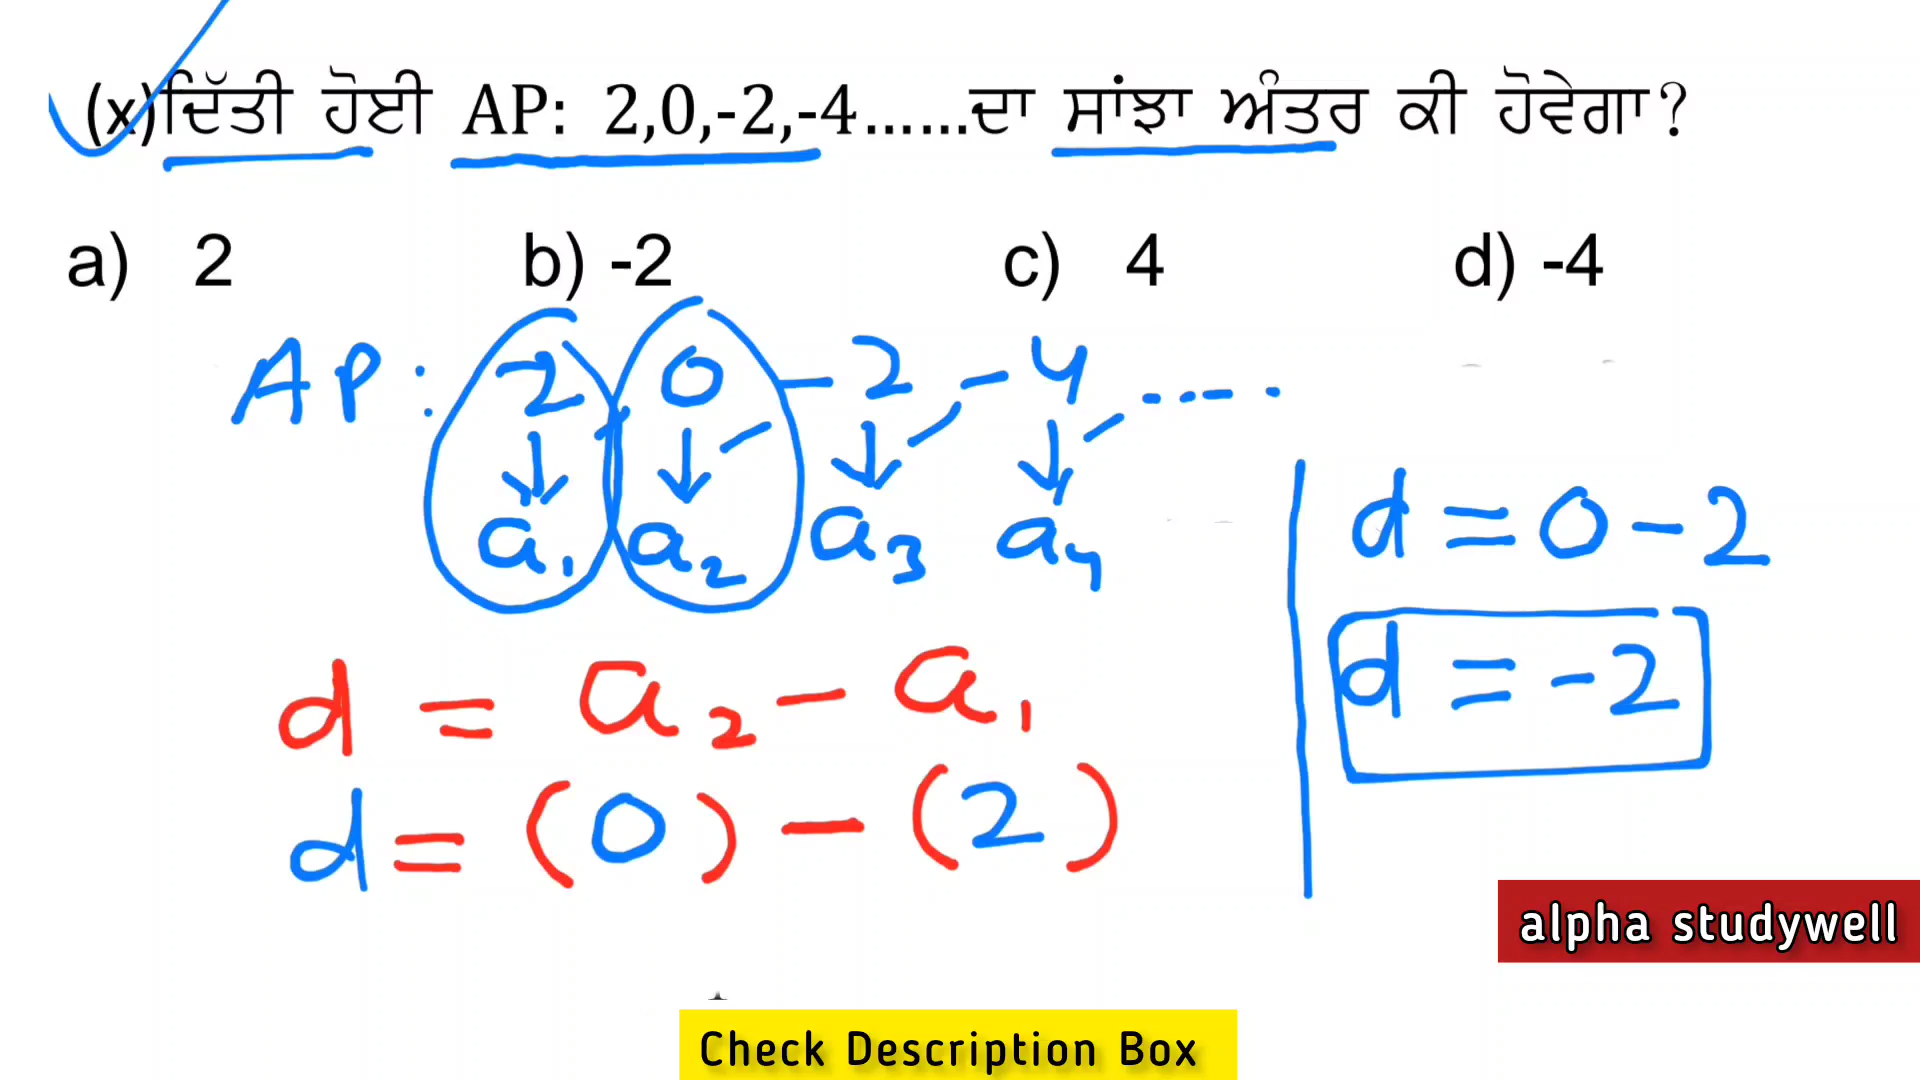 (x)ਦਿੱਤੀ ਹੋਈ AP: 2,0,-2,-4......ਦਾ ਸਾਂਝਾ ਅੰਤਰ ਕੀ ਹੋਵੇਗਾ?
a) 2 b) -2 c) 4 d) -4
AP: 2, 0, -2, -4, ....
a₁ a₂ a₃ a₄
d = a₂ - a₁
d = (0) - (2)
d = 0 - 2
d = -2
alpha studywell
Check Description Box